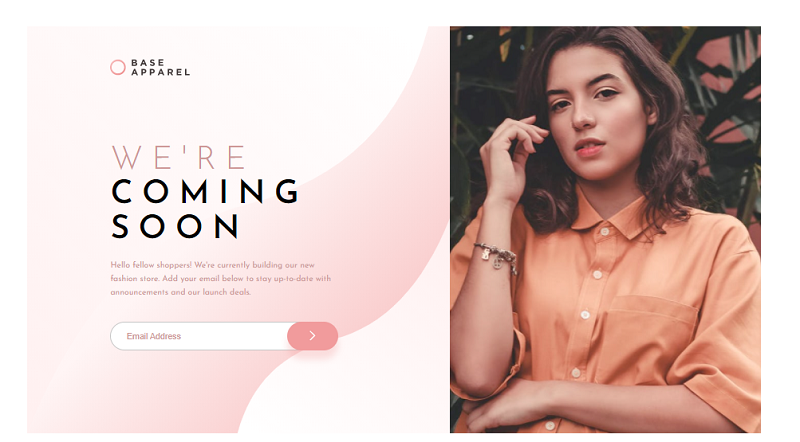 BASE
APPAREL
WE'RE
COMING
SOON
Hello fellow shoppers! We're currently building our new
fashion store. Add your email below to stay up-to-date with
announcements and our launch deals.
Email Address